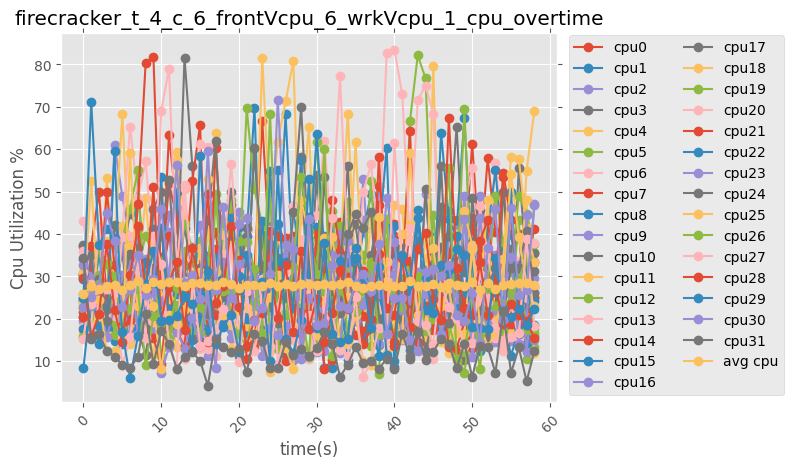 firecracker_t_4_c_6_frontVcpu_6_wrkVcpu_1_cpu_overtime
Cpu Utilization %
80
70
60
50
40
30
20
10
0
10
20
30
40
50
60
time(s)
cpu0
cpu1
cpu2
cpu3
cpu4
cpu5
cpu6
cpu7
cpu8
cpu9
cpu10
cpu11
cpu12
cpu13
cpu14
cpu15
cpu16
cpu17
cpu18
cpu19
cpu20
cpu21
cpu22
cpu23
cpu24
cpu25
cpu26
cpu27
cpu28
cpu29
cpu30
cpu31
avg cpu